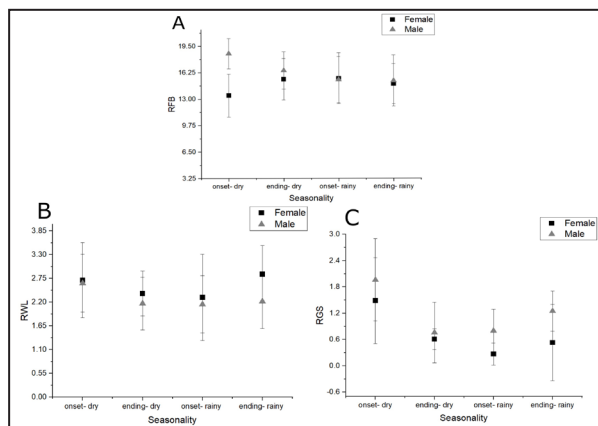 A
Female
Male
19.50
16.25
13.00
9.75
6.50
3.25
RFB
onset- dry ending- dry onset- rainy ending- rainy
Seasonality
B
Female
Male
3.85
3.30
2.75
2.20
1.65
1.10
0.55
0.00
RWL
onset- dry ending- dry onset- rainy ending- rainy
Seasonality
C
Female
Male
3.0
2.4
1.8
1.2
0.6
0.0
-0.6
RGS
onset- dry ending- dry onset- rainy ending- rainy
Seasonality